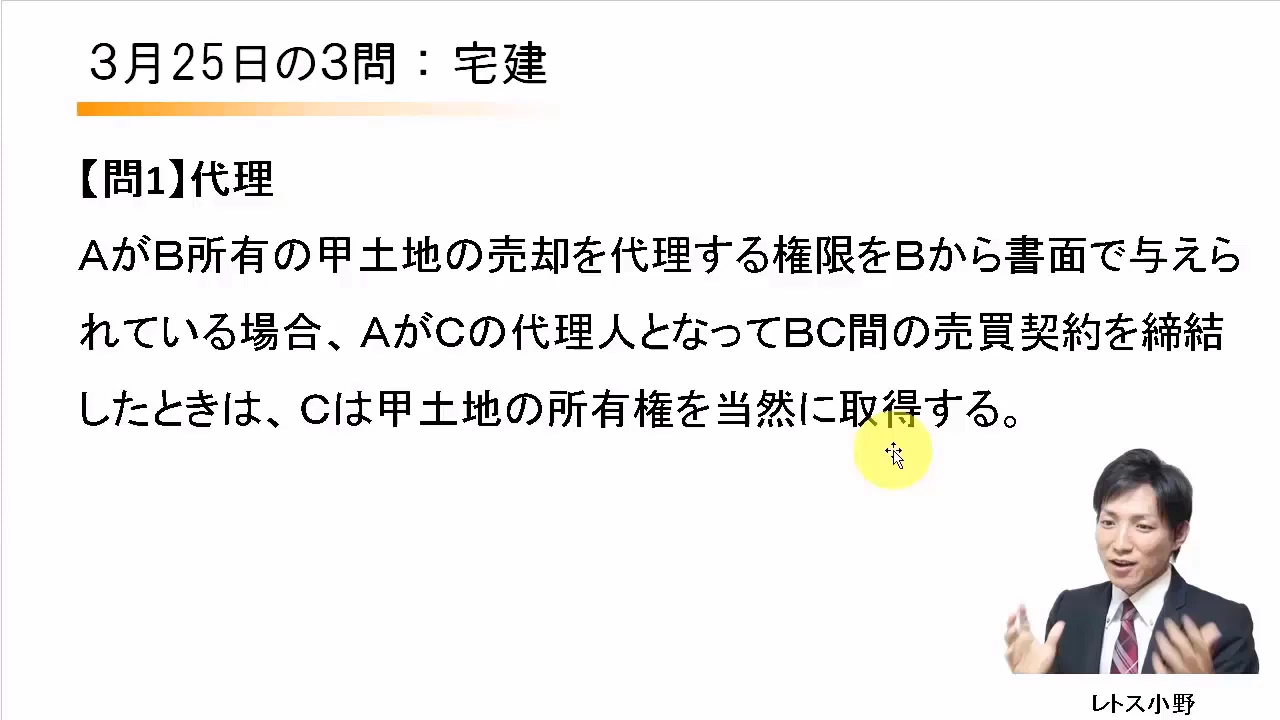 ３月25日の３問：宅建
【問1】代理
ＡがＢ所有の甲土地の売却を代理する権限をＢから書面で与えら
れている場合、ＡがＣの代理人となってＢＣ間の売買契約を締結
したときは、Ｃは甲土地の所有権を当然に取得する。
レトス小野